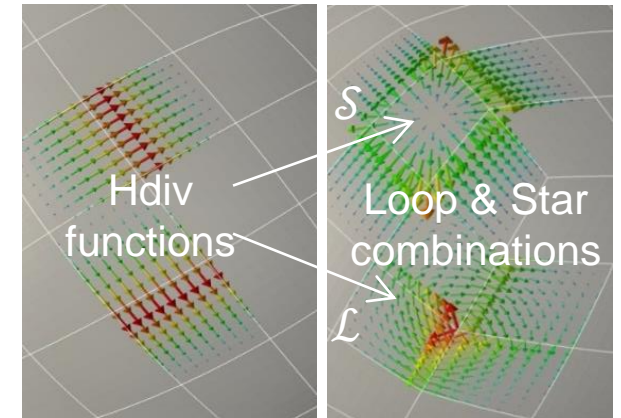 Hdiv
functions
𝒮
Loop & Star
combinations
ℒ